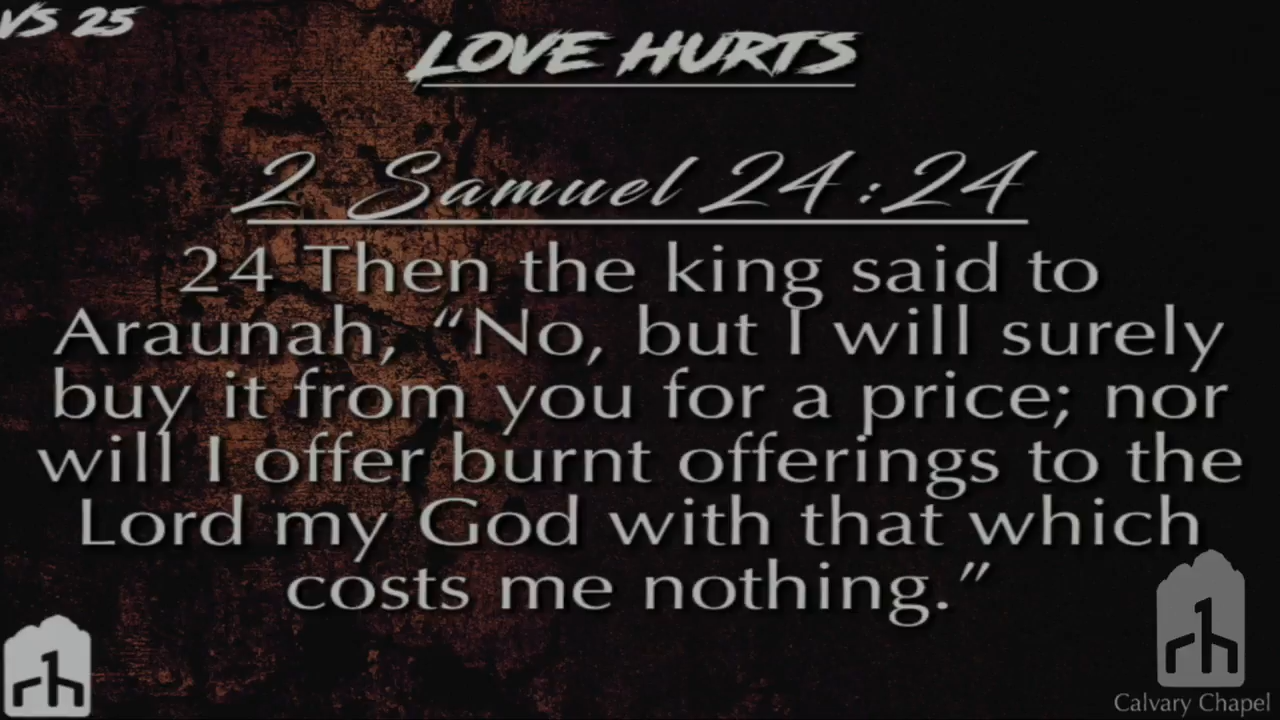 VS 25
LOVE HURTS
2 Samuel 24:24
24 Then the king said to
Araunah, “No, but I will surely
buy it from you for a price; nor
will I offer burnt offerings to the
Lord my God with that which
costs me nothing.”
Calvary Chapel